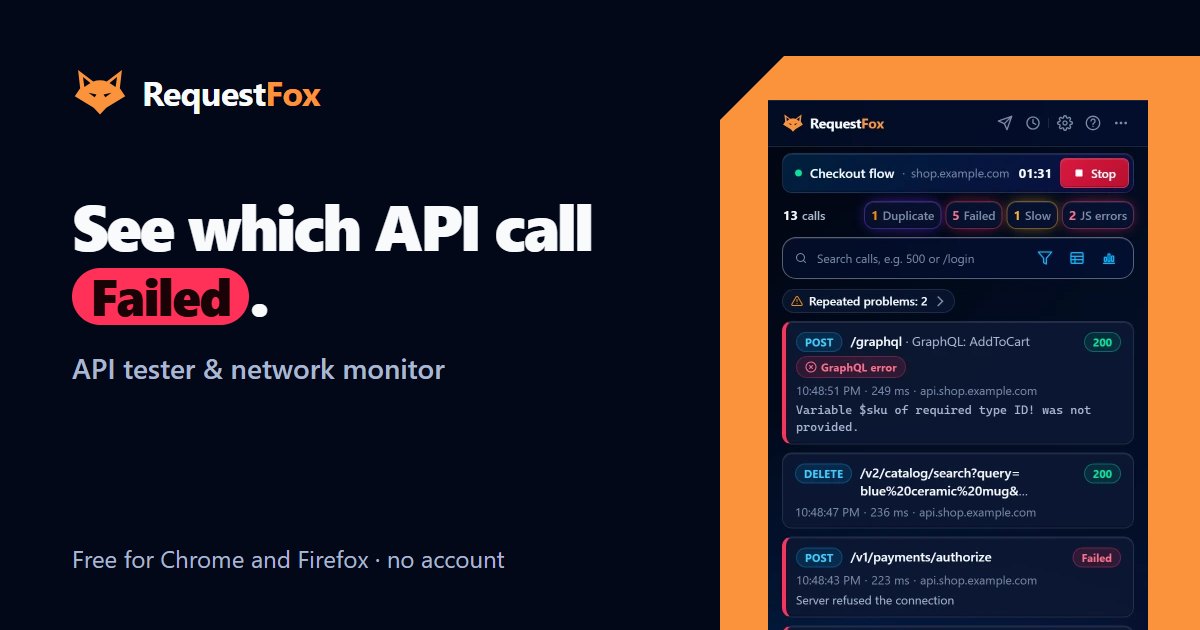 RequestFox
See which API call
Failed.
API tester & network monitor
Free for Chrome and Firefox · no account
RequestFox
Checkout flow · shop.example.com 01:31 Stop
13 calls 1 Duplicate 5 Failed 1 Slow 2 JS errors
Search calls, e.g. 500 or /login
Repeated problems: 2
POST /graphql · GraphQL: AddToCart 200
GraphQL error
10:48:51 PM · 249 ms · api.shop.example.com
Variable $sku of required type ID! was not
provided.
DELETE /v2/catalog/search?query= 200
blue%20ceramic%20mug&…
10:48:47 PM · 236 ms · api.shop.example.com
POST /v1/payments/authorize Failed
10:48:43 PM · 223 ms · api.shop.example.com
Server refused the connection